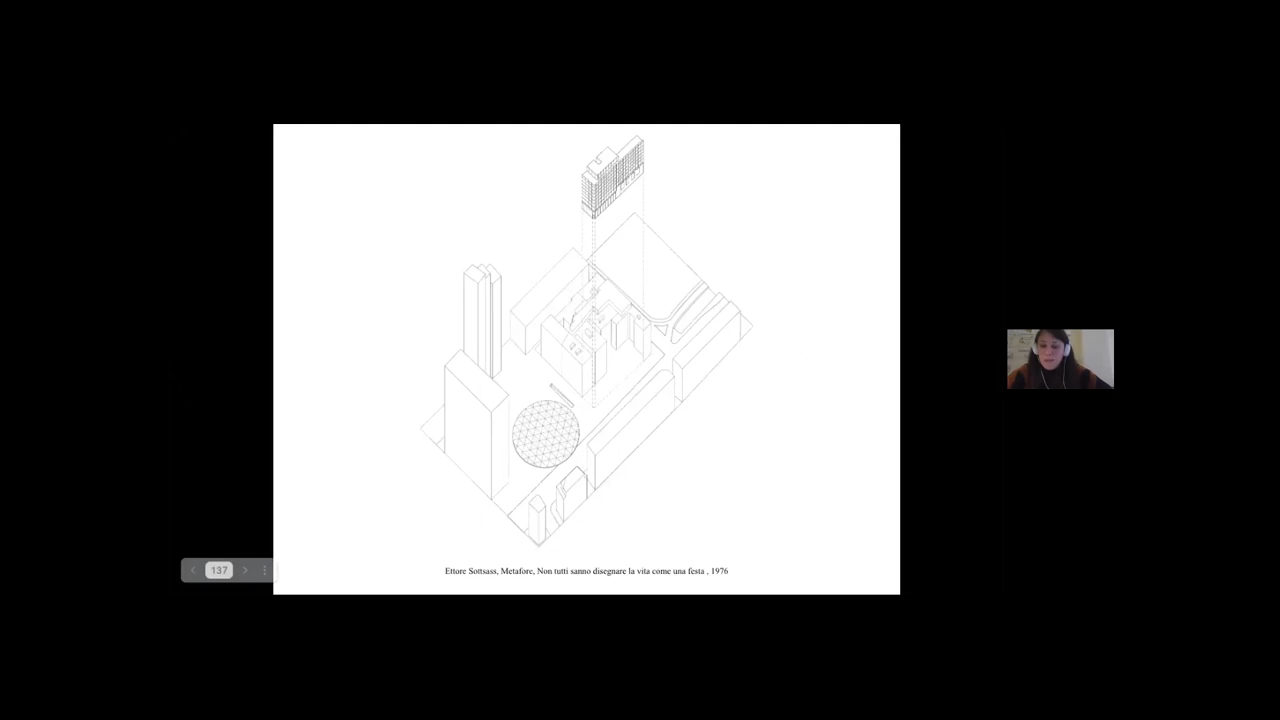 137
Ettore Sottsass, Metafore, Non tutti sanno disegnare la vita come una festa , 1976